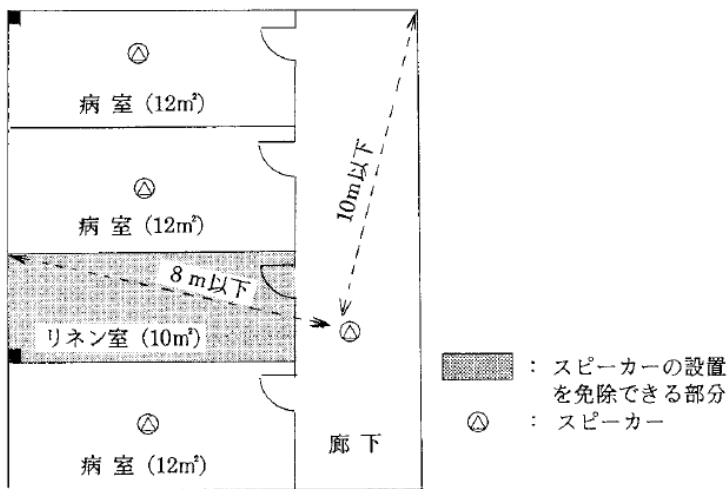 病室(12m²)
病室(12m²)
10m以下
8m以下
リネン室(10m²)
病室(12m²)
廊下
: スピーカーの設置
を免除できる部分
: スピーカー